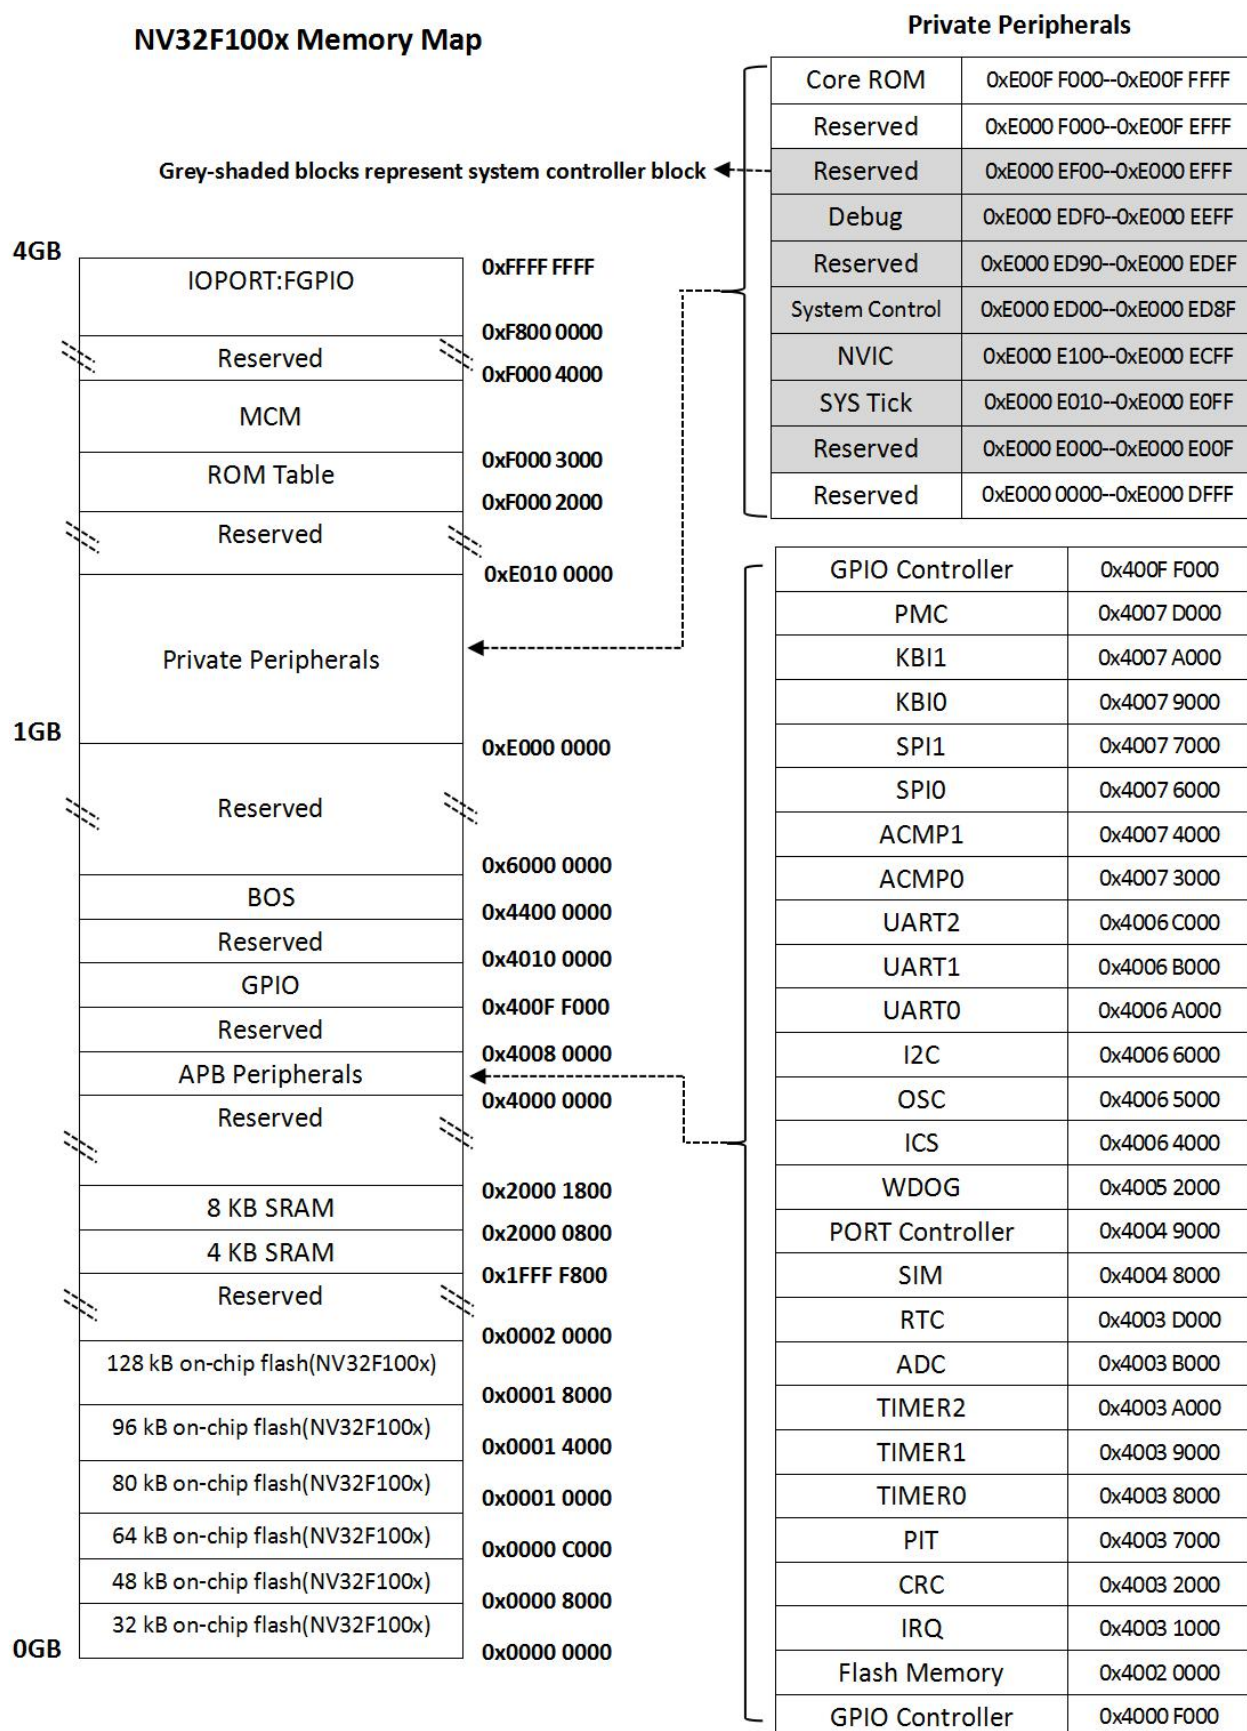 NV32F100x Memory Map
Private Peripherals
Core ROM 0xE00F F000--0xE00F FFFF
Reserved 0xE000 F000--0xE00F EFFF
Grey-shaded blocks represent system controller block
Reserved 0xE000 EF00--0xE000 EFFF
Debug 0xE000 EDF0--0xE000 EEFF
Reserved 0xE000 ED90--0xE000 EDEF
System Control 0xE000 ED00--0xE000 ED8F
NVIC 0xE000 E100--0xE000 ECFF
SYS Tick 0xE000 E010--0xE000 E0FF
Reserved 0xE000 E000--0xE000 E00F
Reserved 0xE000 0000--0xE000 DFFF
4GB
IOPORT:FGPIO
0xFFFF FFFF
0xF800 0000
Reserved
0xF000 4000
MCM
0xF000 3000
ROM Table
0xF000 2000
Reserved
0xE010 0000
Private Peripherals
1GB
0xE000 0000
Reserved
0x6000 0000
BOS
0x4400 0000
Reserved
0x4010 0000
GPIO
0x400F F000
Reserved
0x4008 0000
APB Peripherals
0x4000 0000
Reserved
0x2000 1800
8 KB SRAM
0x2000 0800
4 KB SRAM
0x1FFF F800
Reserved
0x0002 0000
128 kB on-chip flash(NV32F100x)
0x0001 8000
96 kB on-chip flash(NV32F100x)
0x0001 4000
80 kB on-chip flash(NV32F100x)
0x0001 0000
64 kB on-chip flash(NV32F100x)
0x0000 C000
48 kB on-chip flash(NV32F100x)
0x0000 8000
32 kB on-chip flash(NV32F100x)
0GB
0x0000 0000
GPIO Controller 0x400F F000
PMC 0x4007 D000
KBI1 0x4007 A000
KBI0 0x4007 9000
SPI1 0x4007 7000
SPI0 0x4007 6000
ACMP1 0x4007 4000
ACMP0 0x4007 3000
UART2 0x4006 C000
UART1 0x4006 B000
UART0 0x4006 A000
I2C 0x4006 6000
OSC 0x4006 5000
ICS 0x4006 4000
WDOG 0x4005 2000
PORT Controller 0x4004 9000
SIM 0x4004 8000
RTC 0x4003 D000
ADC 0x4003 B000
TIMER2 0x4003 A000
TIMER1 0x4003 9000
TIMER0 0x4003 8000
PIT 0x4003 7000
CRC 0x4003 2000
IRQ 0x4003 1000
Flash Memory 0x4002 0000
GPIO Controller 0x4000 F000